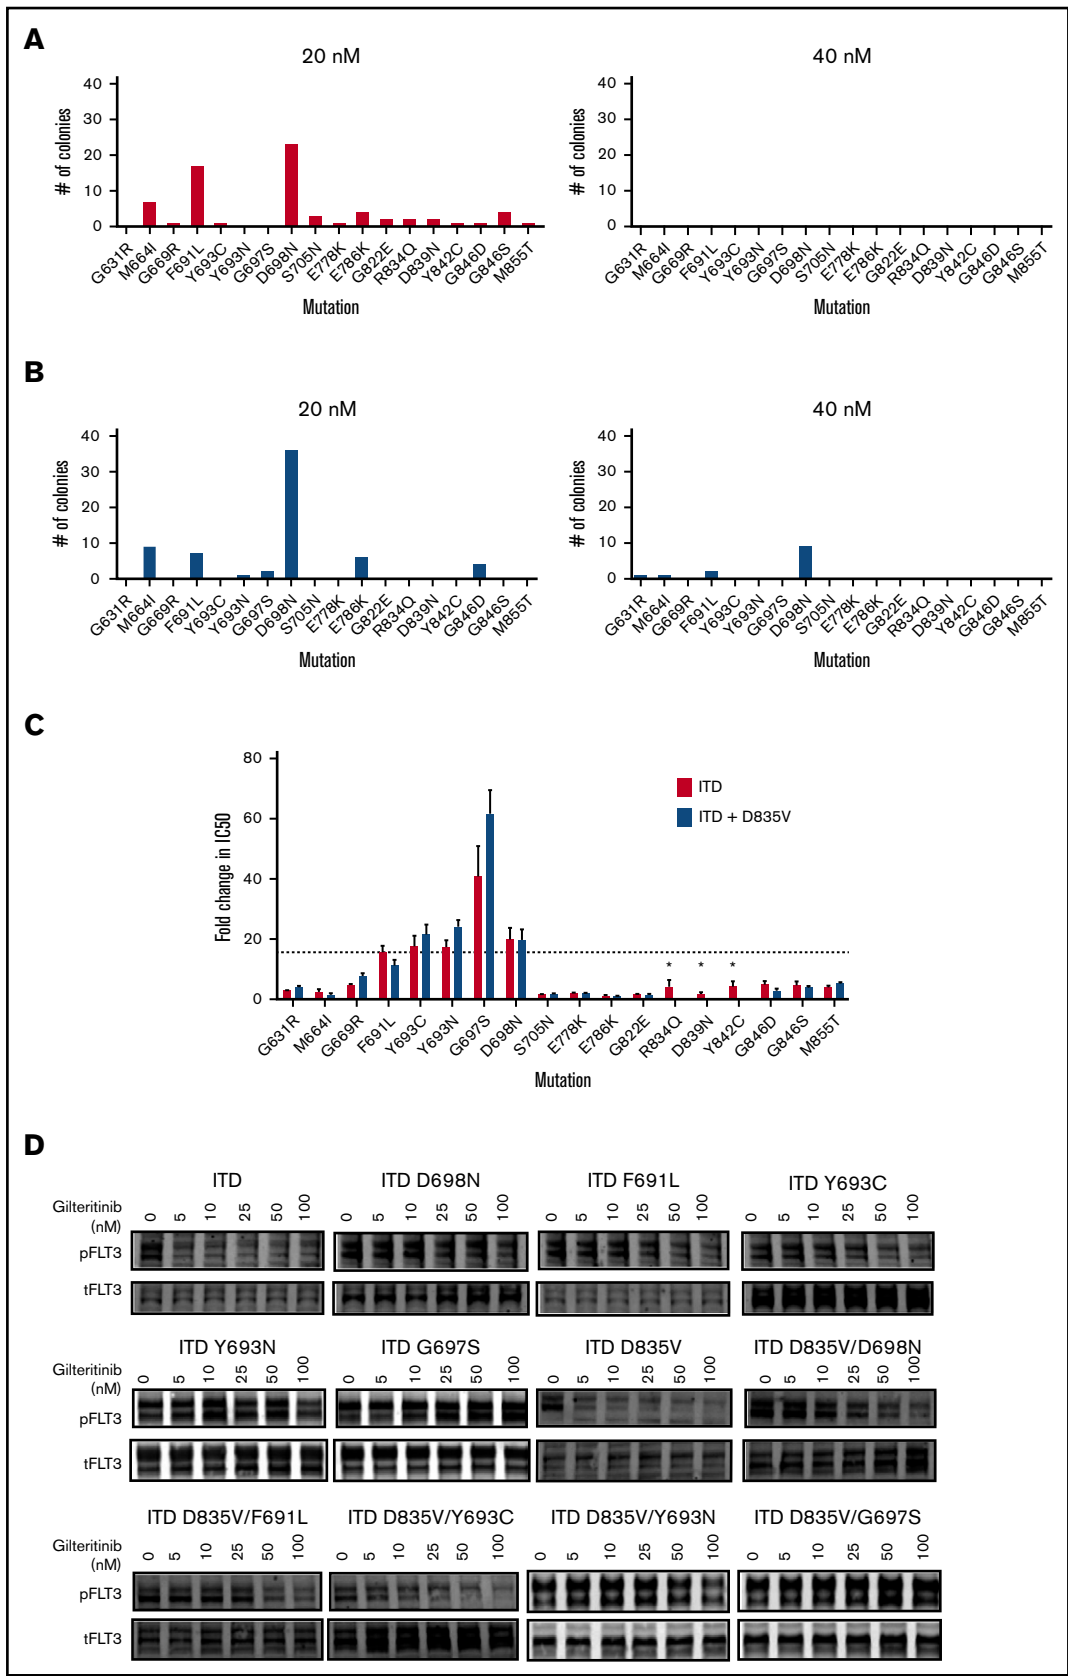 A
20 nM
40 nM
# of colonies
40
30
20
10
0
G631R M664I G669R F691L Y693C Y693N G697S D698N S705N E778K E786K G822E R834Q D839N Y842C G846D G846S M855T
Mutation
# of colonies
40
30
20
10
0
G631R M664I G669R F691L Y693C Y693N G697S D698N S705N E778K E786K G822E R834Q D839N Y842C G846D G846S M855T
Mutation
B
20 nM
40 nM
# of colonies
40
30
20
10
0
G631R M664I G669R F691L Y693C Y693N G697S D698N S705N E778K E786K G822E R834Q D839N Y842C G846D G846S M855T
Mutation
# of colonies
40
30
20
10
0
G631R M664I G669R F691L Y693C Y693N G697S D698N S705N E778K E786K G822E R834Q D839N Y842C G846D G846S M855T
Mutation
C
Fold change in IC50
80
60
40
20
0
ITD
ITD + D835V
* * *
G631R M664I G669R F691L Y693C Y693N G697S D698N S705N E778K E786K G822E R834Q D839N Y842C G846D G846S M855T
Mutation
D
ITD ITD D698N ITD F691L ITD Y693C
Gilteritinib
(nM)
0 5 10 25 50 100 0 5 10 25 50 100 0 5 10 25 50 100 0 5 10 25 50 100
pFLT3
tFLT3
ITD Y693N ITD G697S ITD D835V ITD D835V/D698N
Gilteritinib
(nM)
0 5 10 25 50 100 0 5 10 25 50 100 0 5 10 25 50 100 0 5 10 25 50 100
pFLT3
tFLT3
ITD D835V/F691L ITD D835V/Y693C ITD D835V/Y693N ITD D835V/G697S
Gilteritinib
(nM)
0 5 10 25 50 100 0 5 10 25 50 100 0 5 10 25 50 100 0 5 10 25 50 100
pFLT3
tFLT3